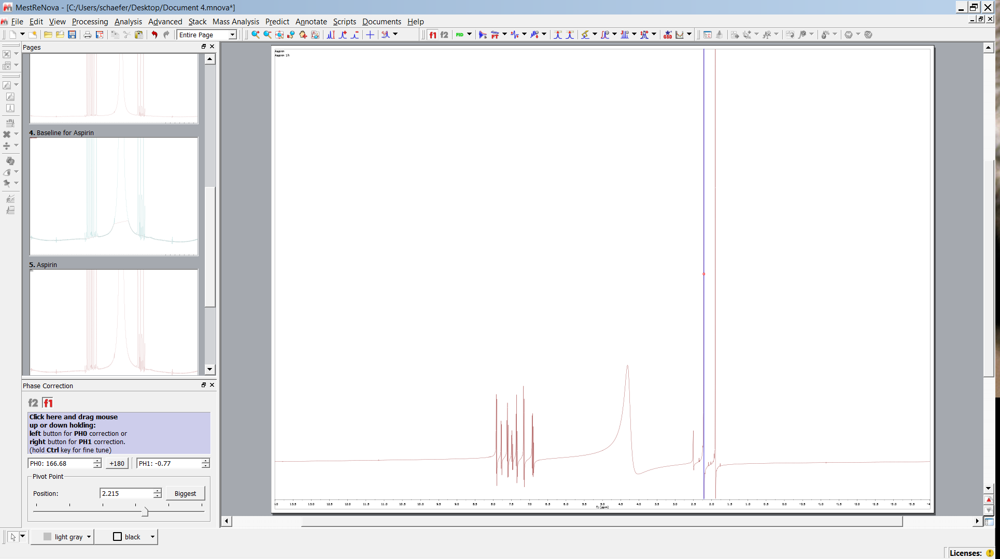 MestReNova - [C:/Users/schaefer/Desktop/Document 4.mnova*]
File Edit View Processing Analysis Advanced Stack Mass Analysis Predict Annotate Scripts Documents Help
Entire Page
f1 f2 FID FT GSD
Pages
4. Baseline for Aspirin
5. Aspirin
Phase Correction
f2 f1
Click here and drag mouse
up or down holding:
left button for PH0 correction or
right button for PH1 correction.
(hold Ctrl key for fine tune)
PH0: 166.68 +180 PH1: -0.77
Pivot Point
Position: 2.215 Biggest
Aspirin
Aspirin 1h
13.5 13.0 12.5 12.0 11.5 11.0 10.5 10.0 9.5 9.0 8.5 8.0 7.5 7.0 6.5 6.0 5.5 5.0 4.5 4.0 3.5 3.0 2.5 2.0 1.5 1.0 0.5 0.0 -0.5 -1.0 -1.5 -2.0 -2.5 -3.0 -3.5 -4
f1 (ppm)
light gray black
Licenses: